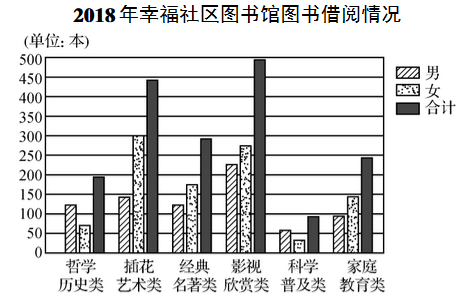 2018年幸福社区图书馆图书借阅情况
(单位:本)
500
450
400
350
300
250
200
150
100
50
0
男
女
合计
哲学 插花 经典 影视 科学 家庭
历史类 艺术类 名著类 欣赏类 普及类 教育类